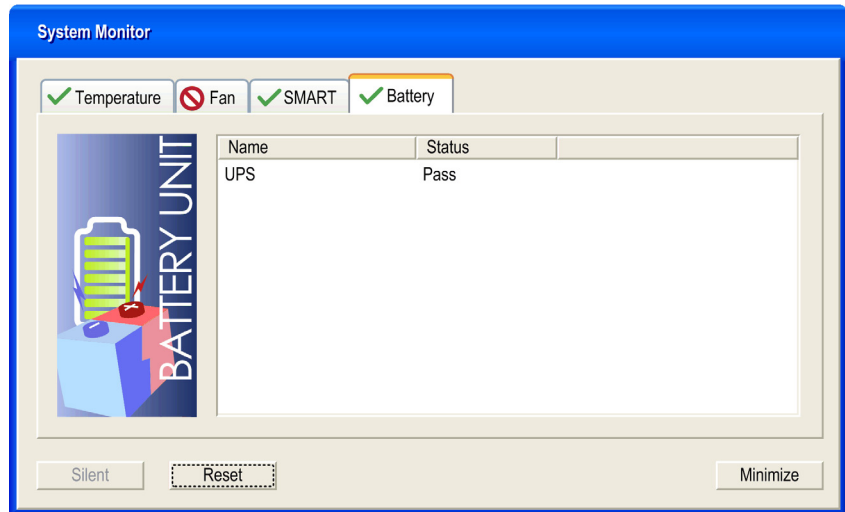 System Monitor
Temperature Fan SMART Battery
BATTERY UNIT
Name Status
UPS Pass
Silent Reset Minimize